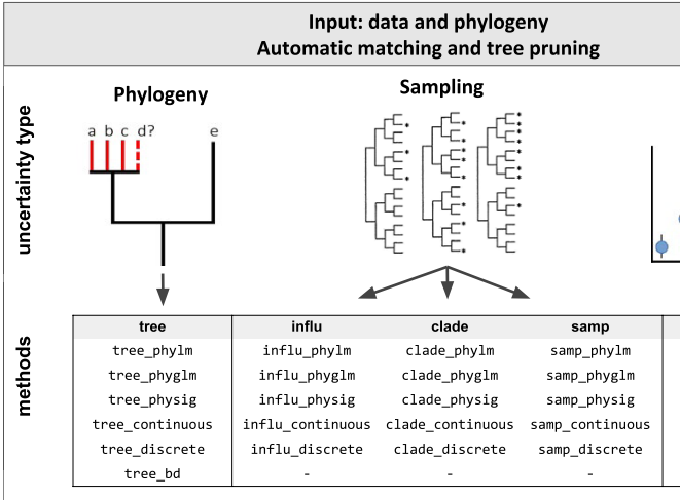 Input: data and phylogeny
Automatic matching and tree pruning
uncertainty type
Phylogeny
Sampling
a b c d? e
methods
tree influ clade samp
tree_phylm influ_phylm clade_phylm samp_phylm
tree_phyglm influ_phyglm clade_phyglm samp_phyglm
tree_physig influ_physig clade_physig samp_physig
tree_continuous influ_continuous clade_continuous samp_continuous
tree_discrete influ_discrete clade_discrete samp_discrete
tree_bd - - -